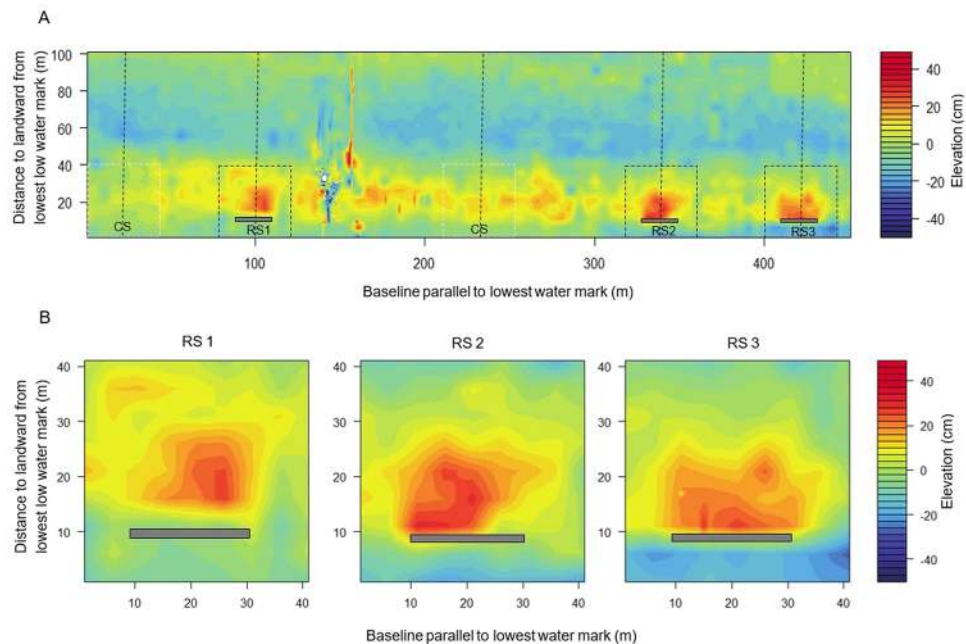 A
Distance to landward from
lowest low water mark (m)
100
80
60
40
20
CS
RS1
CS
RS2
RS3
100
200
300
400
Baseline parallel to lowest water mark (m)
40
20
0
-20
-40
Elevation (cm)
B
RS 1
RS 2
RS 3
Distance to landward from
lowest low water mark (m)
40
30
20
10
10
20
30
40
40
30
20
10
10
20
30
40
40
30
20
10
10
20
30
40
Baseline parallel to lowest water mark (m)
40
20
0
-20
-40
Elevation (cm)